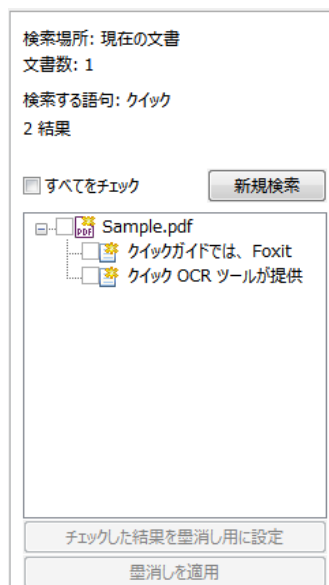 検索場所: 現在の文書
文書数: 1
検索する語句: クイック
2 結果
すべてをチェック 新規検索
Sample.pdf
クイックガイドでは、Foxit
クイック OCR ツールが提供
チェックした結果を墨消し用に設定
墨消しを適用